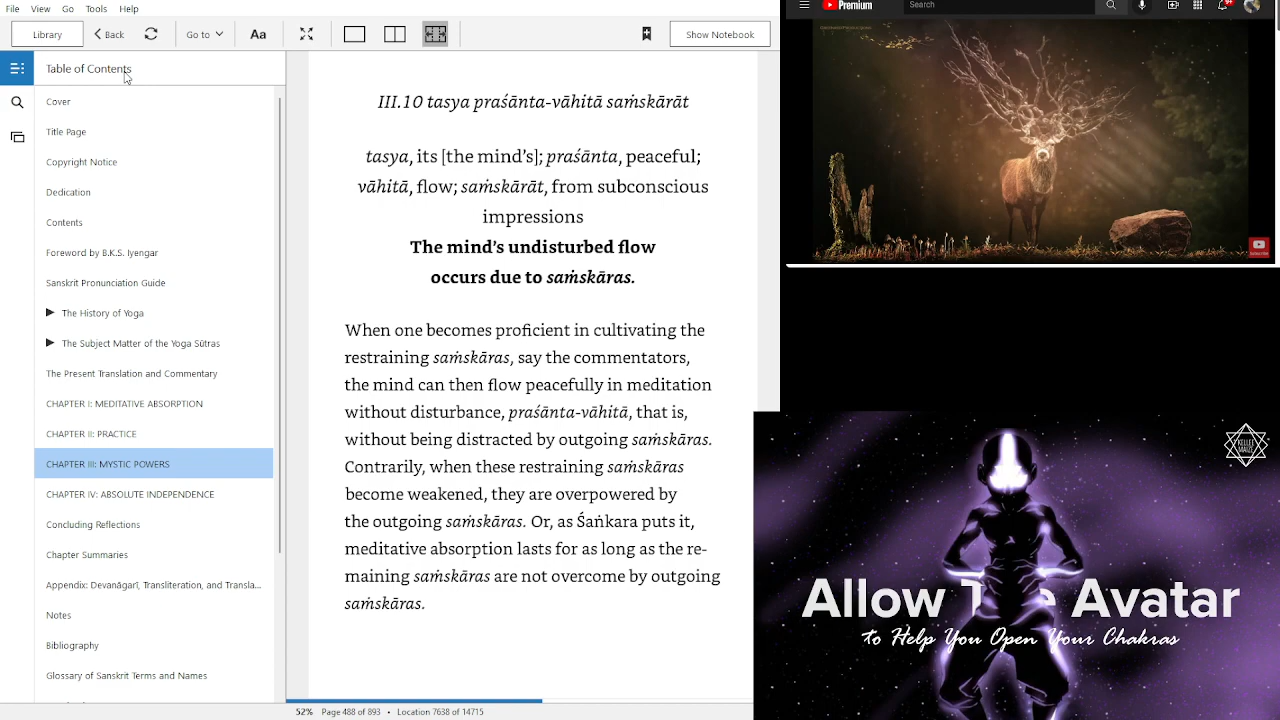 File View Go Tools Help
Library
Back
Go to
Aa
Show Notebook
Table of Contents
Cover
Title Page
Copyright Notice
Dedication
Contents
Foreword by B.K.S. Iyengar
Sanskrit Pronunciation Guide
The History of Yoga
The Subject Matter of the Yoga Sūtras
The Present Translation and Commentary
CHAPTER I: MEDITATIVE ABSORPTION
CHAPTER II: PRACTICE
CHAPTER III: MYSTIC POWERS
CHAPTER IV: ABSOLUTE INDEPENDENCE
Concluding Reflections
Chapter Summaries
Appendix: Devanāgarī, Transliteration, and Transla...
Notes
Bibliography
Glossary of Sanskrit Terms and Names
III.10 tasya praśānta-vāhitā saṁskārāt
tasya, its [the mind’s]; praśānta, peaceful;
vāhitā, flow; saṁskārāt, from subconscious
impressions
The mind’s undisturbed flow
occurs due to saṁskāras.
When one becomes proficient in cultivating the
restraining saṁskāras, say the commentators,
the mind can then flow peacefully in meditation
without disturbance, praśānta-vāhitā, that is,
without being distracted by outgoing saṁskāras.
Contrarily, when these restraining saṁskāras
become weakened, they are overpowered by
the outgoing saṁskāras. Or, as Śaṅkara puts it,
meditative absorption lasts for as long as the re-
maining saṁskāras are not overcome by outgoing
saṁskāras.
52% Page 488 of 893 • Location 7638 of 14715
Premium
Search
9+
Subscribe
Allow T e Avatar
to Help You Open Your Chakras